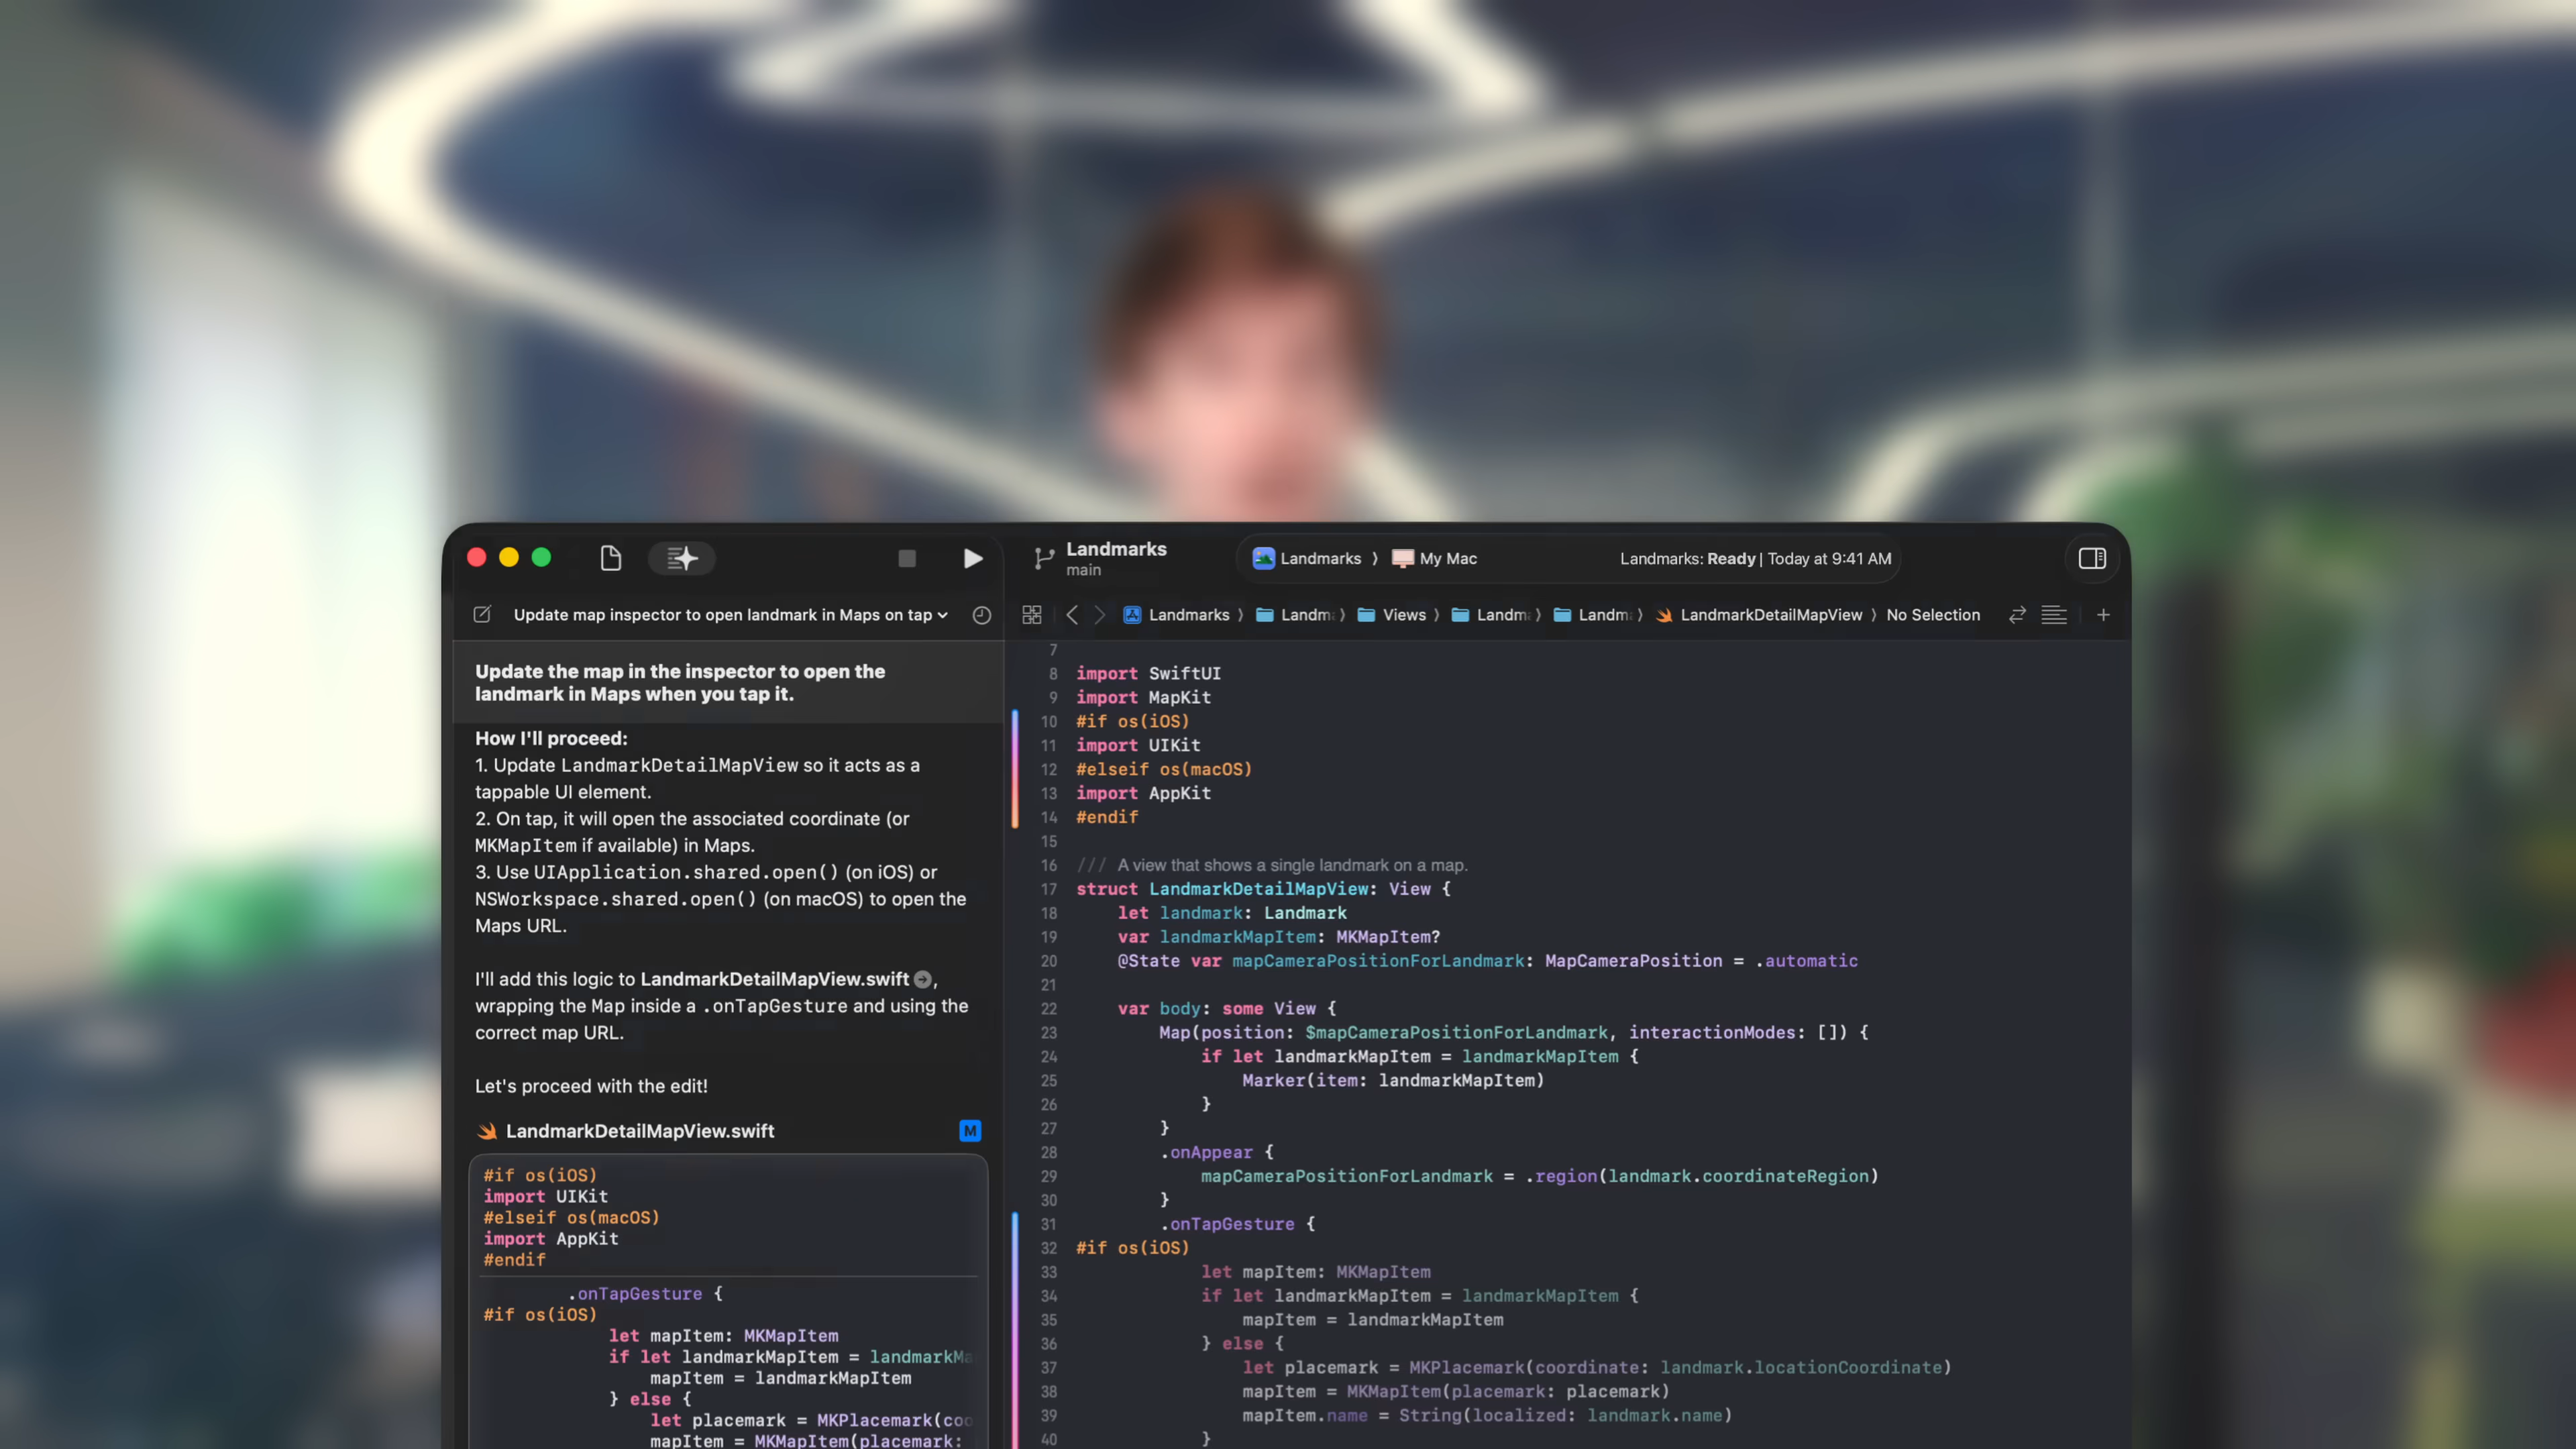 Landmarks
main
Landmarks 〉 My Mac
Landmarks: Ready | Today at 9:41 AM
Update map inspector to open landmark in Maps on tap
Landmarks 〉 Landm 〉 Views 〉 Landm 〉 Landm 〉 LandmarkDetailMapView 〉 No Selection
Update the map in the inspector to open the
landmark in Maps when you tap it.
How I'll proceed:
1. Update LandmarkDetailMapView so it acts as a
tappable UI element.
2. On tap, it will open the associated coordinate (or
MKMapItem if available) in Maps.
3. Use UIApplication.shared.open() (on iOS) or
NSWorkspace.shared.open() (on macOS) to open the
Maps URL.
I'll add this logic to LandmarkDetailMapView.swift,
wrapping the Map inside a .onTapGesture and using the
correct map URL.
Let's proceed with the edit!
LandmarkDetailMapView.swift M
#if os(iOS)
import UIKit
#elseif os(macOS)
import AppKit
#endif
.onTapGesture {
#if os(iOS)
let mapItem: MKMapItem
if let landmarkMapItem = landmarkMa
mapItem = landmarkMapItem
} else {
let placemark = MKPlacemark(coo
mapItem = MKMapItem(placemark:
7
8 import SwiftUI
9 import MapKit
10 #if os(iOS)
11 import UIKit
12 #elseif os(macOS)
13 import AppKit
14 #endif
15
16 /// A view that shows a single landmark on a map.
17 struct LandmarkDetailMapView: View {
18 let landmark: Landmark
19 var landmarkMapItem: MKMapItem?
20 @State var mapCameraPositionForLandmark: MapCameraPosition = .automatic
21
22 var body: some View {
23 Map(position: $mapCameraPositionForLandmark, interactionModes: []) {
24 if let landmarkMapItem = landmarkMapItem {
25 Marker(item: landmarkMapItem)
26 }
27 }
28 .onAppear {
29 mapCameraPositionForLandmark = .region(landmark.coordinateRegion)
30 }
31 .onTapGesture {
32 #if os(iOS)
33 let mapItem: MKMapItem
34 if let landmarkMapItem = landmarkMapItem {
35 mapItem = landmarkMapItem
36 } else {
37 let placemark = MKPlacemark(coordinate: landmark.locationCoordinate)
38 mapItem = MKMapItem(placemark: placemark)
39 mapItem.name = String(localized: landmark.name)
40 }